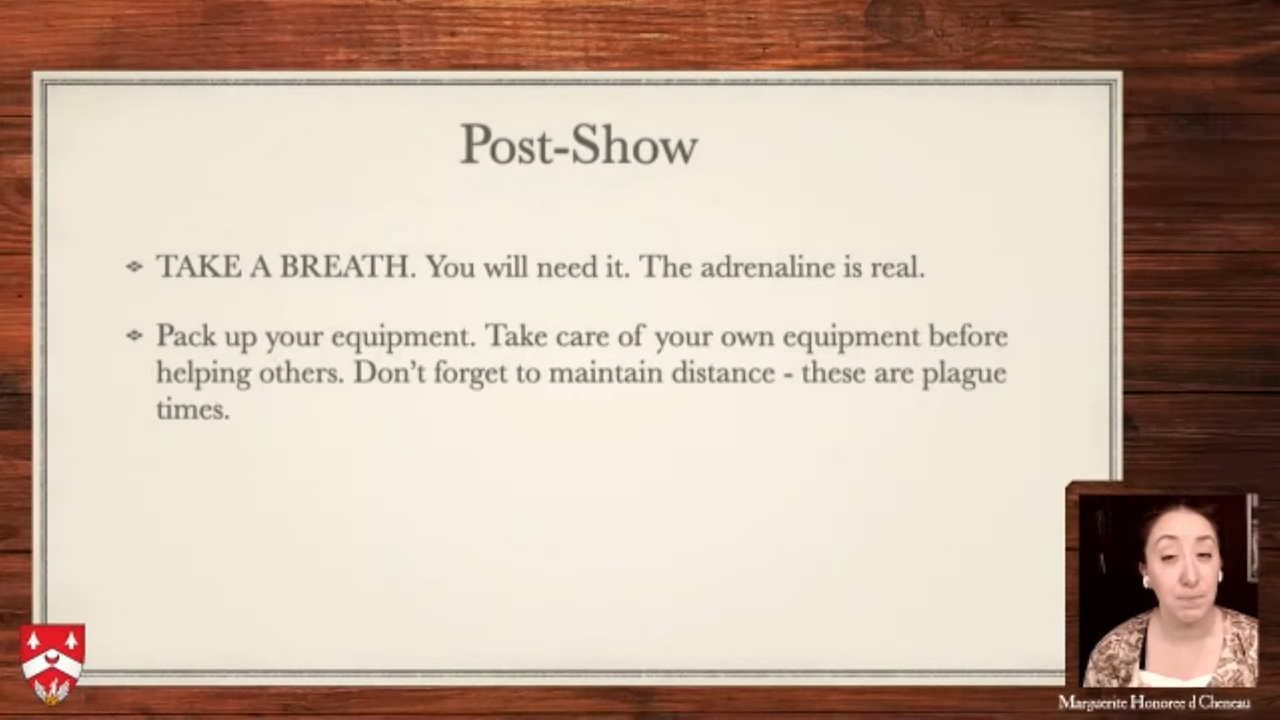 Post-Show
TAKE A BREATH. You will need it. The adrenaline is real.
Pack up your equipment. Take care of your own equipment before
helping others. Don't forget to maintain distance - these are plague
times.
Marguerite Honoree d Cheneau